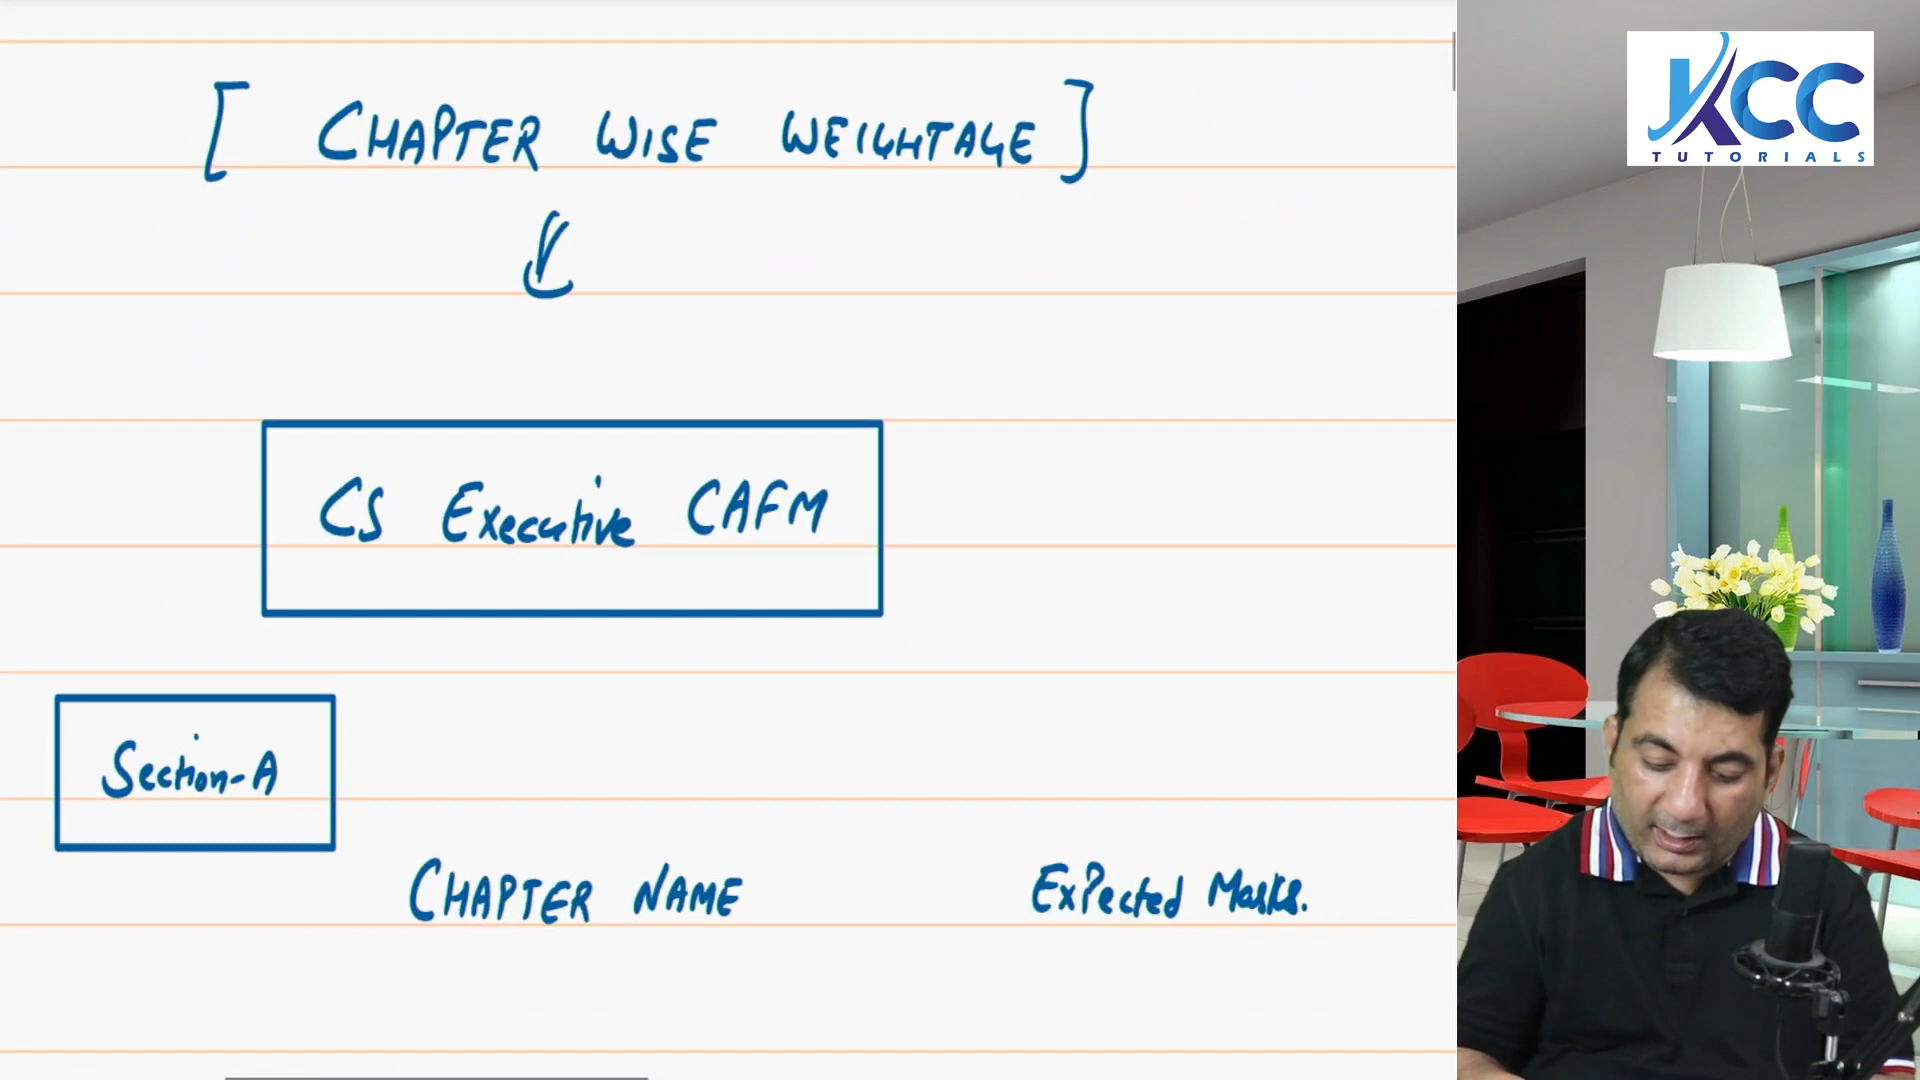 [ CHAPTER WISE WEIGHTAGE ]
CS Executive CAFM
Section-A
CHAPTER NAME
Expected Marks.
KCC
TUTORIALS